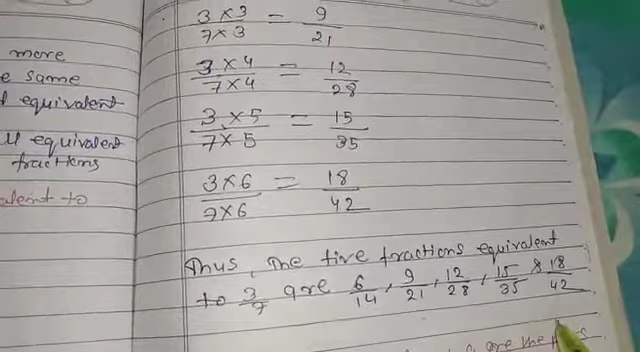 more
same
equivalent
equivalent
fractions
to
3×3/7×3 = 9/21
3×4/7×4 = 12/28
3×5/7×5 = 15/35
3×6/7×6 = 18/42
Thus, The five fractions equivalent
to 3/7 are 6/14, 9/21, 12/28, 15/35 & 18/42
are the